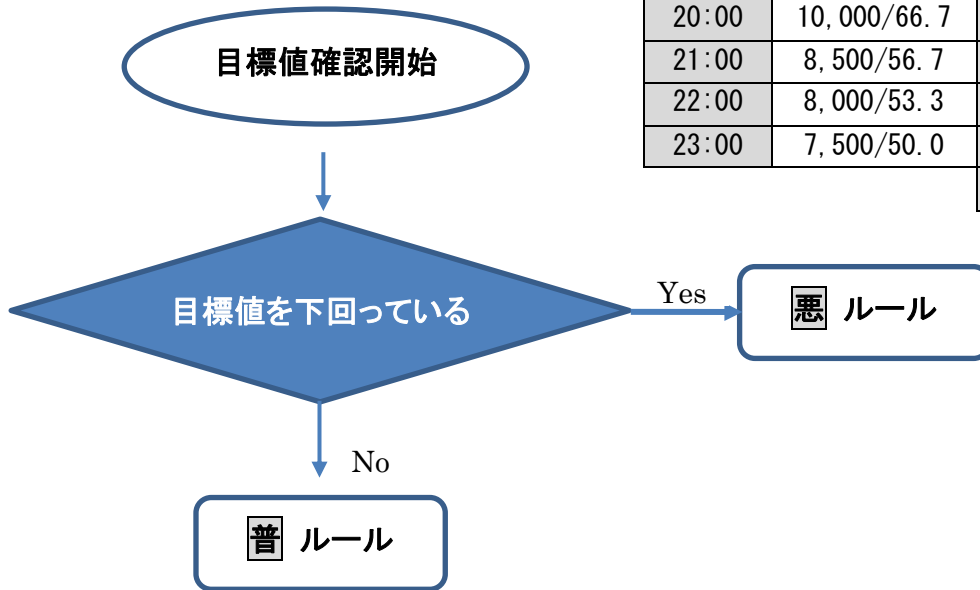 目標値確認開始
20:00 10,000/66.7
21:00 8,500/56.7
22:00 8,000/53.3
23:00 7,500/50.0
目標値を下回っている
Yes
悪 ルール
No
普 ルール